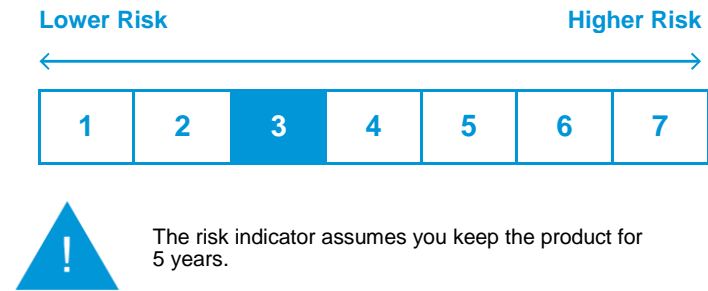 Lower Risk Higher Risk
1 2 3 4 5 6 7
!
The risk indicator assumes you keep the product for
5 years.